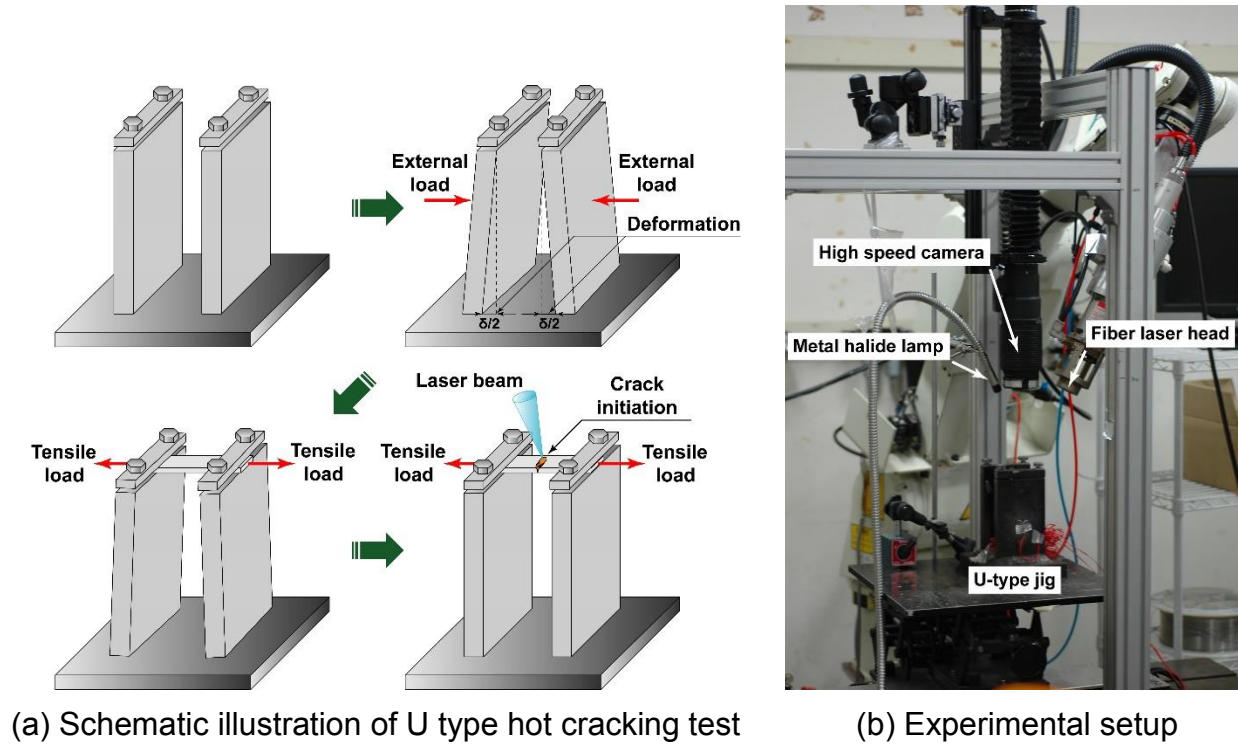 External
load
External
load
Deformation
δ/2
δ/2
Tensile
load
Tensile
load
Laser beam
Crack
initiation
Tensile
load
Tensile
load
High speed
camera
Metal halide lamp
Fiber laser head
U-type jig
(a) Schematic illustration of U type hot cracking test
(b) Experimental setup